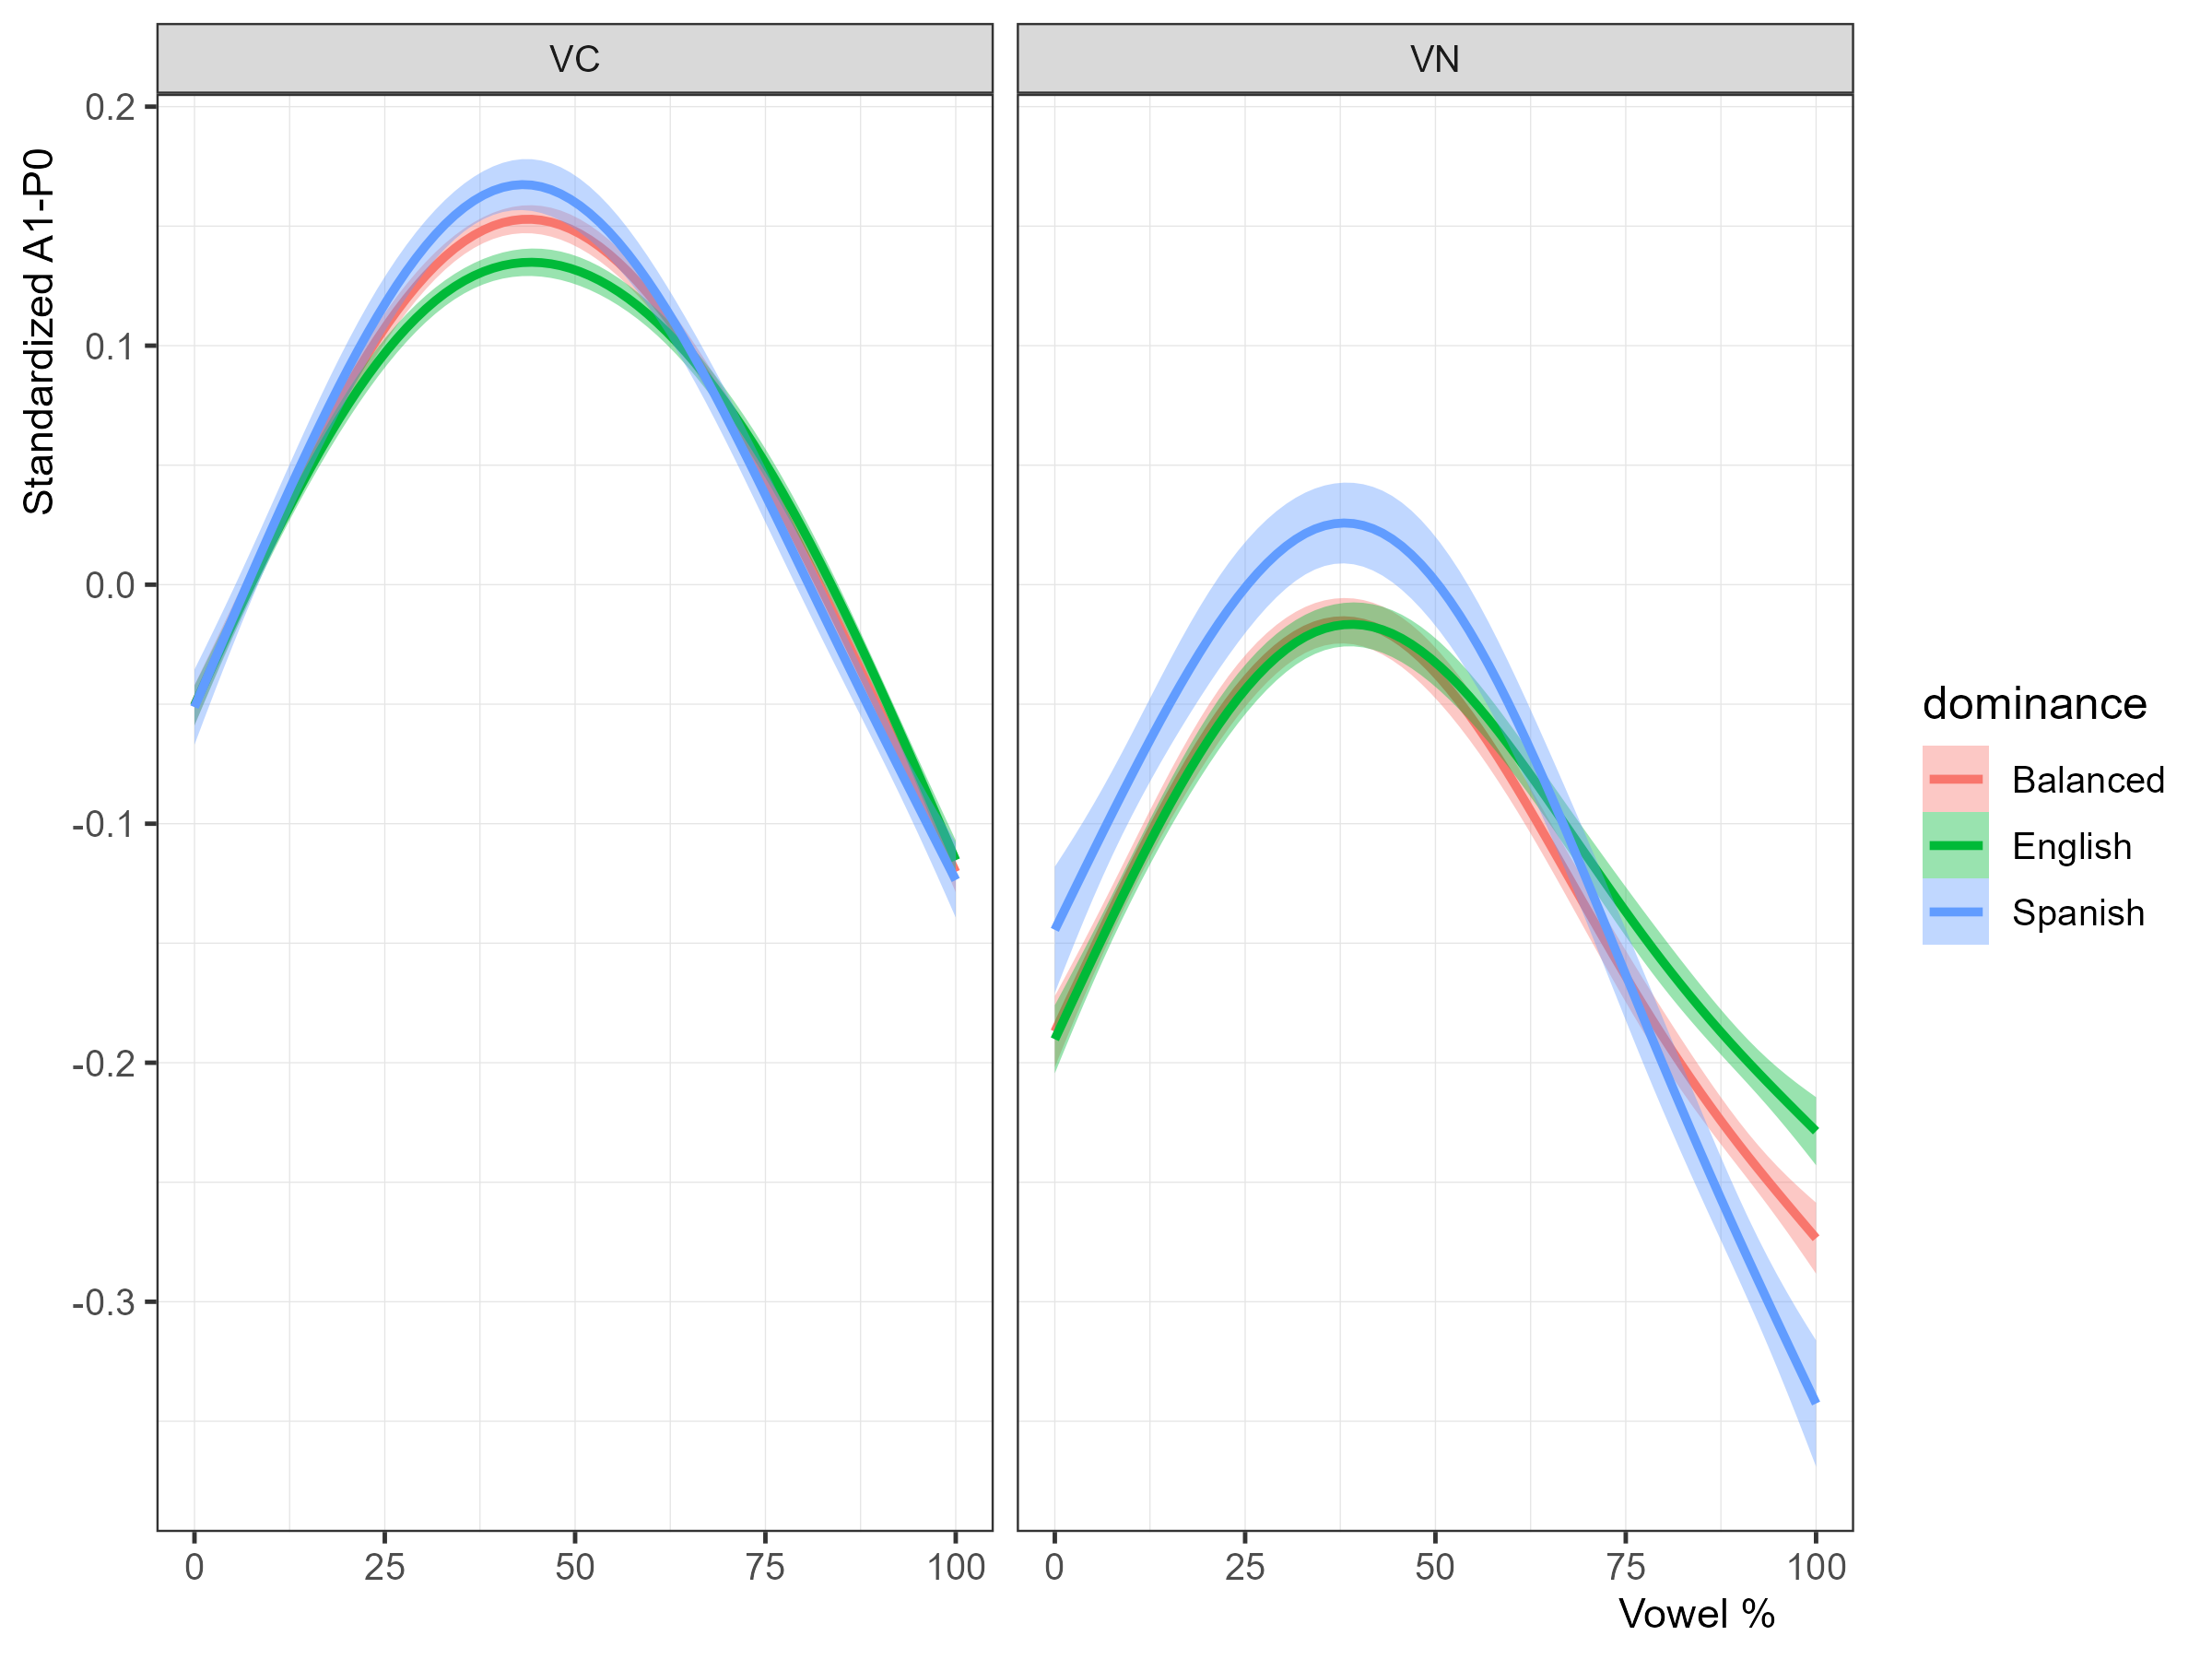 VC
VN
Standardized A1-P0
0.2
0.1
0.0
-0.1
-0.2
-0.3
0 25 50 75 100
0 25 50 75 100
Vowel %
dominance
Balanced
English
Spanish